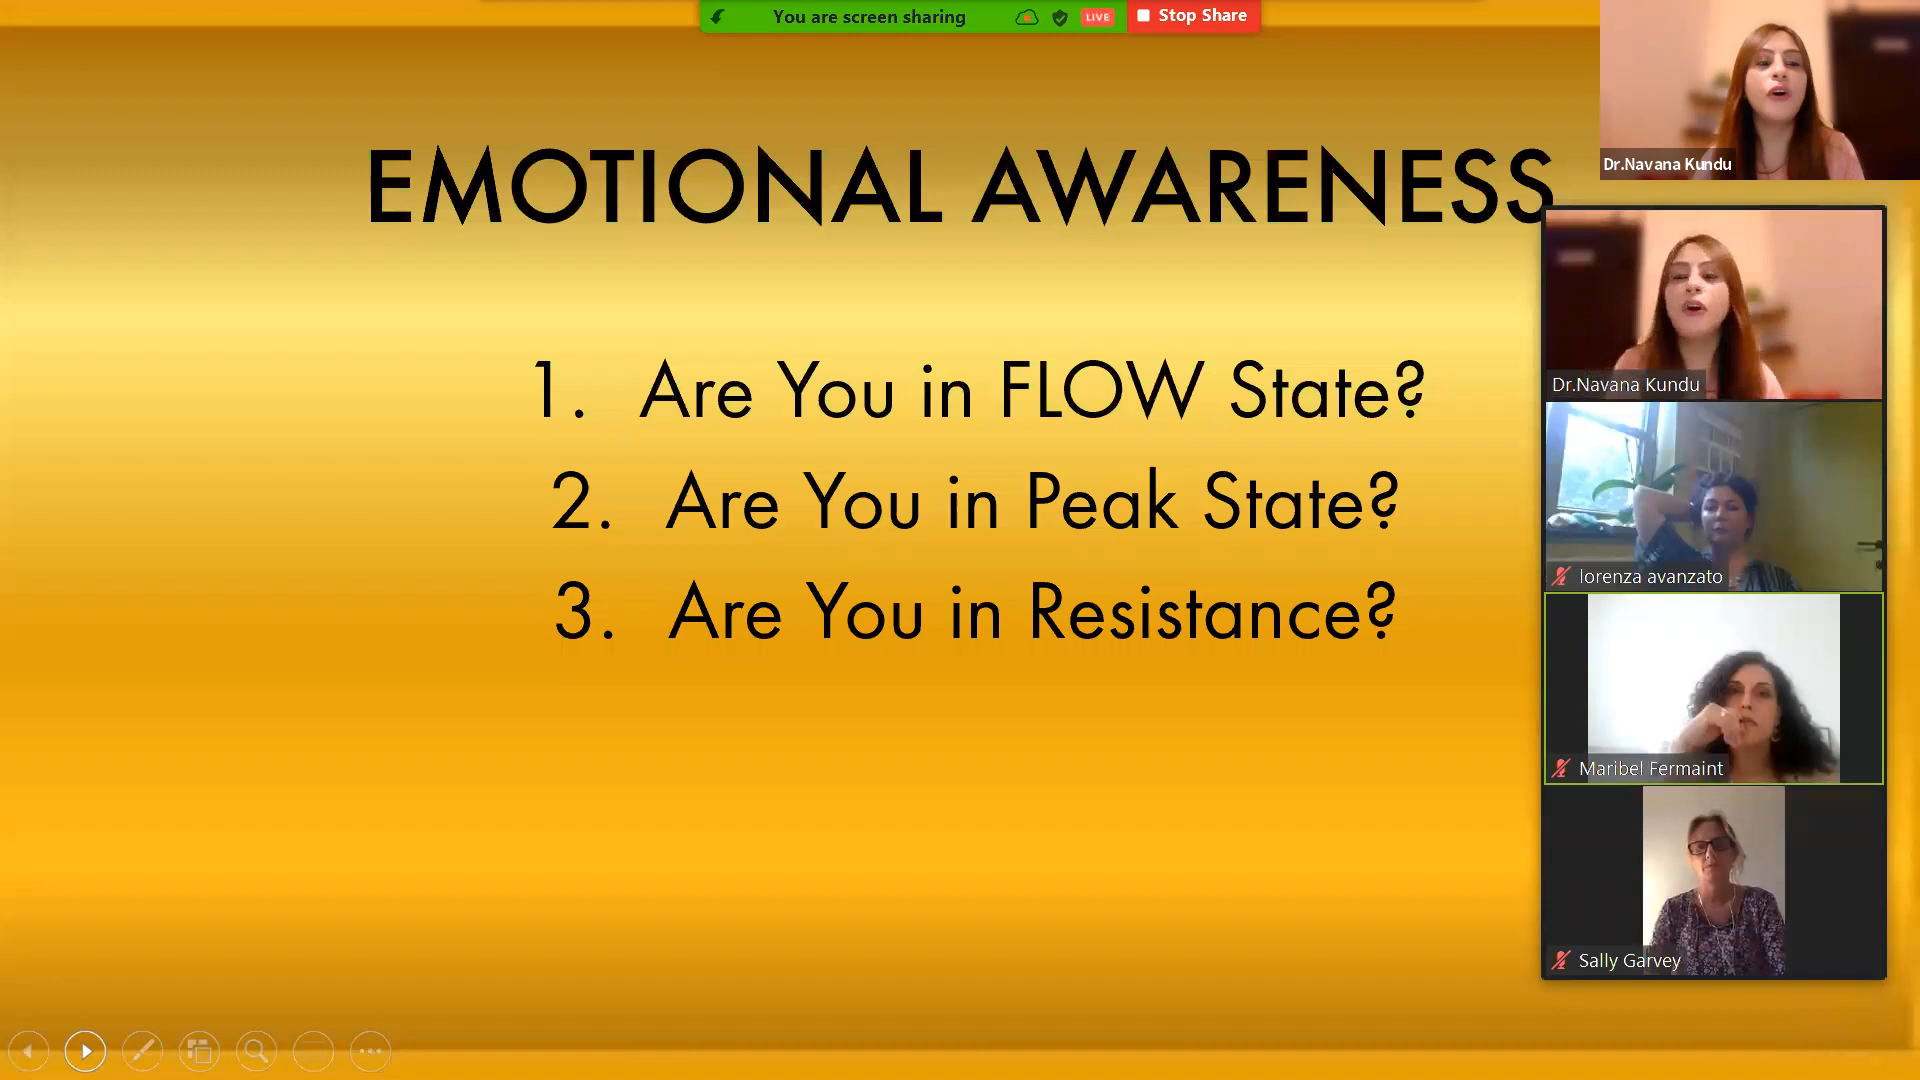 You are screen sharing
LIVE
Stop Share
EMOTIONAL AWARENESS
1. Are You in FLOW State?
2. Are You in Peak State?
3. Are You in Resistance?
Dr.Navana Kundu
Dr.Navana Kundu
lorenza avanzato
Maribel Fermaint
Sally Garvey